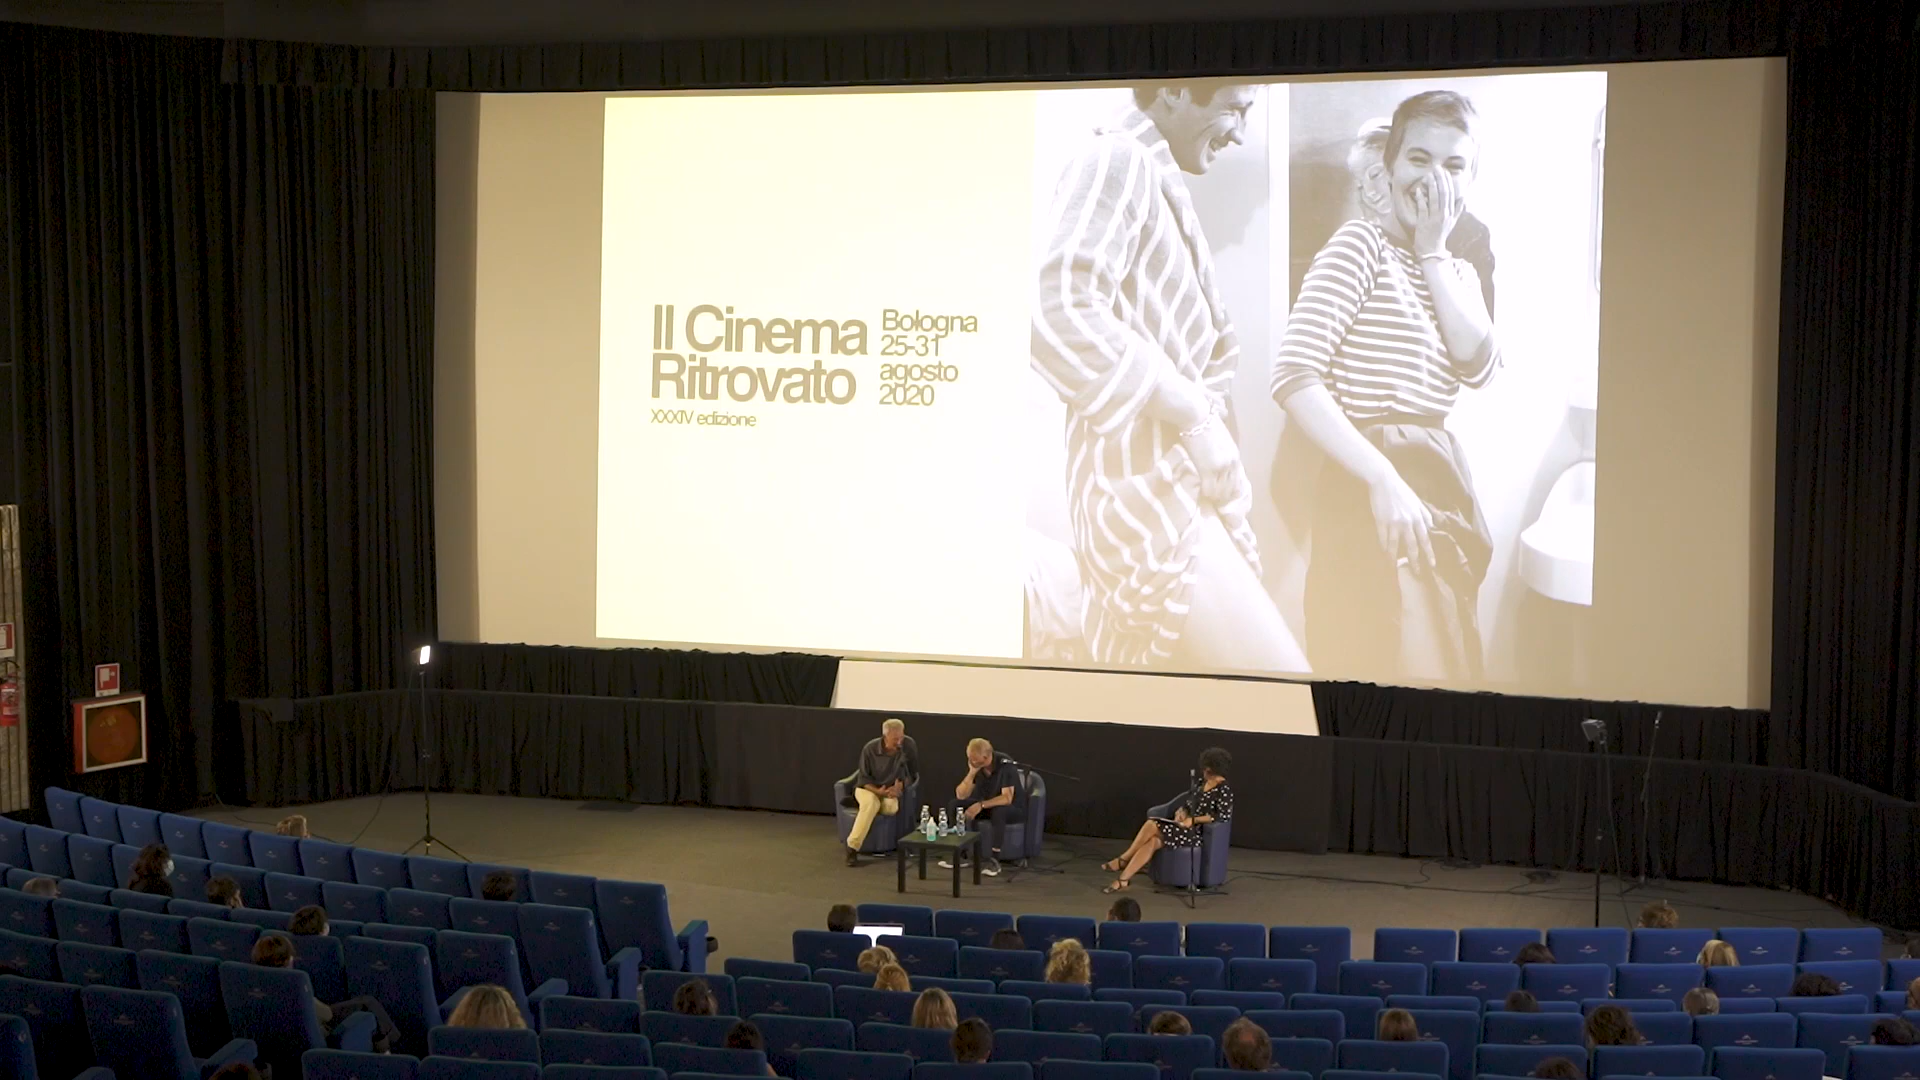 Il Cinema
Ritrovato
XXXIV edizione
Bologna
25-31
agosto
2020